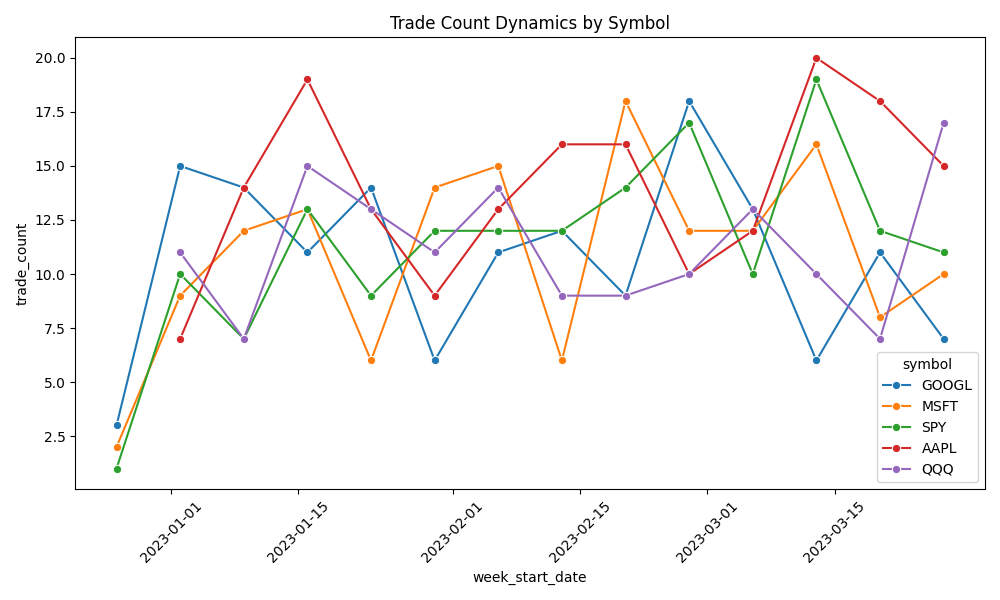 Trade Count Dynamics by Symbol
trade_count
20.0
17.5
15.0
12.5
10.0
7.5
5.0
2.5
symbol
GOOGL
MSFT
SPY
AAPL
QQQ
2023-01-01
2023-01-15
2023-02-01
2023-02-15
2023-03-01
2023-03-15
week_start_date